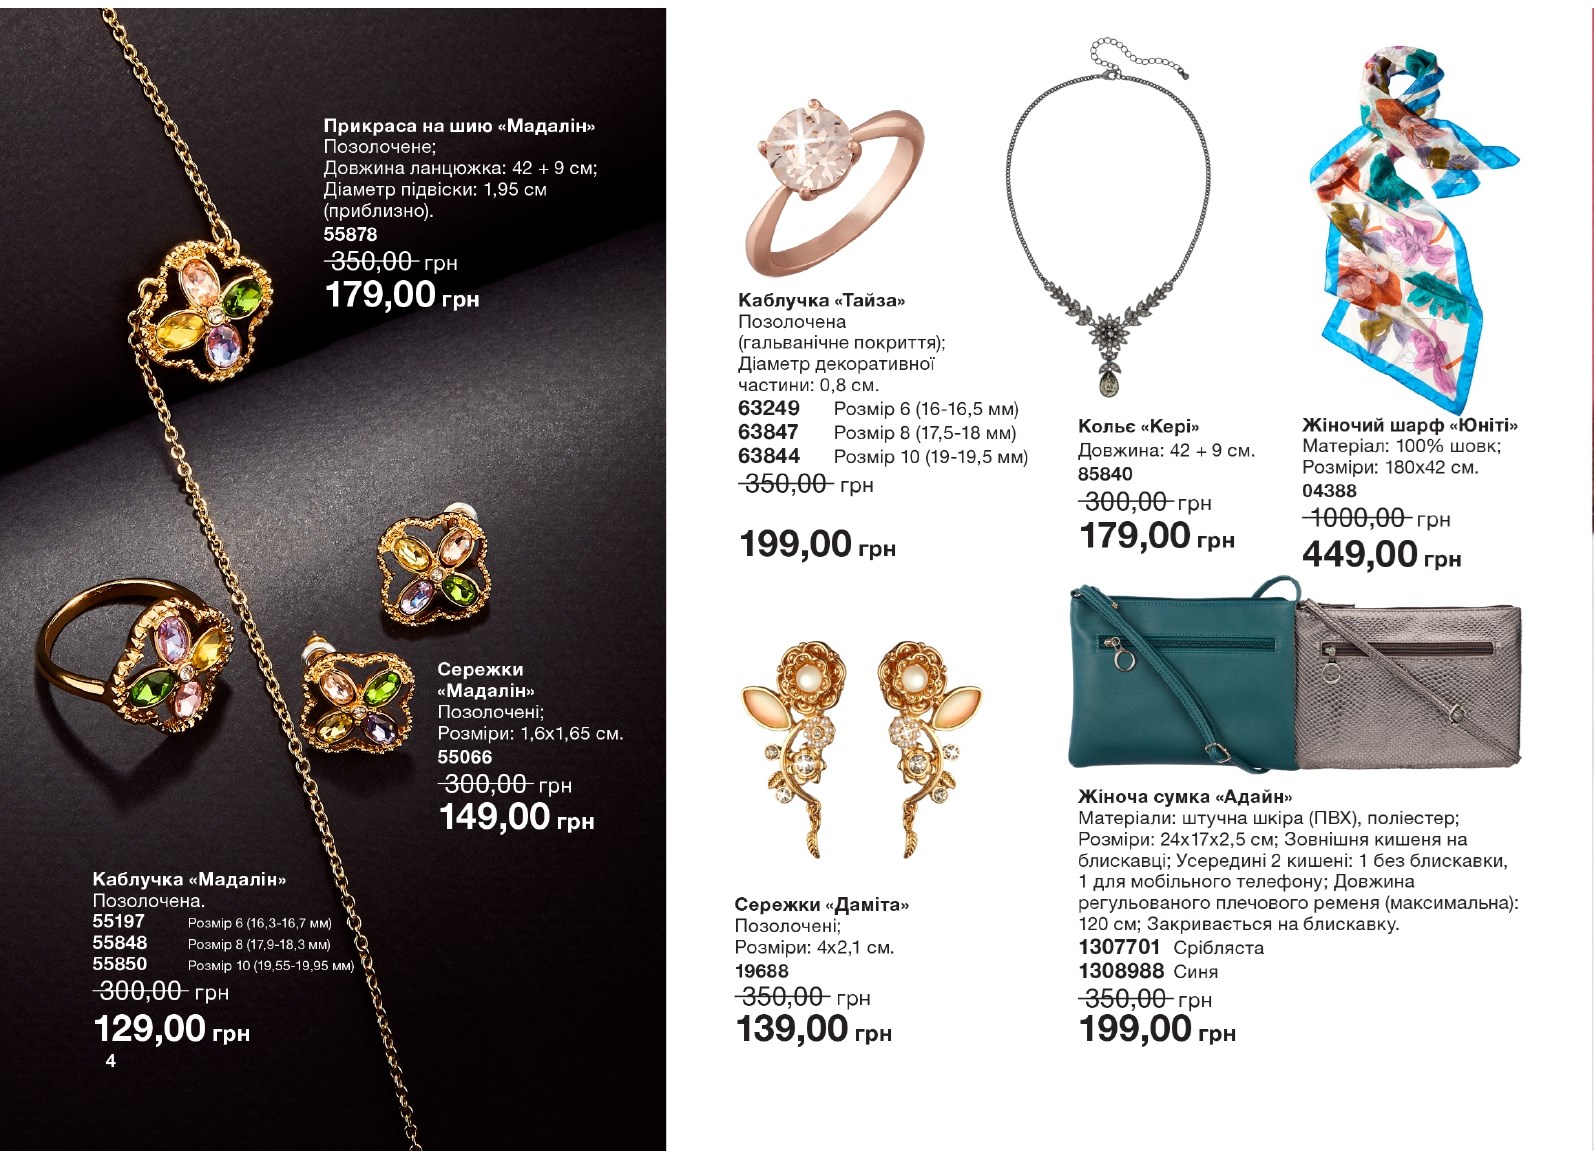 Прикраса на шию «Мадалін»
Позолочене;
Довжина ланцюжка: 42 + 9 см;
Діаметр підвіски: 1,95 см
(приблизно).
55878
350,00 грн
179,00 грн
Сережки
«Мадалін»
Позолочені;
Розміри: 1,6х1,65 см.
55066
300,00 грн
149,00 грн
Каблучка «Мадалін»
Позолочена.
55197 Розмір 6 (16,3-16,7 мм)
55848 Розмір 8 (17,9-18,3 мм)
55850 Розмір 10 (19,55-19,95 мм)
300,00 грн
129,00 грн
4
Каблучка «Тайза»
Позолочена
(гальванічне покриття);
Діаметр декоративної
частини: 0,8 см.
63249 Розмір 6 (16-16,5 мм)
63847 Розмір 8 (17,5-18 мм)
63844 Розмір 10 (19-19,5 мм)
350,00 грн
199,00 грн
Кольє «Кері»
Довжина: 42 + 9 см.
85840
300,00 грн
179,00 грн
Жіночий шарф «Юніті»
Матеріал: 100% шовк;
Розміри: 180х42 см.
04388
1000,00 грн
449,00 грн
Сережки «Даміта»
Позолочені;
Розміри: 4х2,1 см.
19688
350,00 грн
139,00 грн
Жіноча сумка «Адайн»
Матеріали: штучна шкіра (ПВХ), поліестер;
Розміри: 24х17х2,5 см; Зовнішня кишеня на
блискавці; Усередині 2 кишені: 1 без блискавки,
1 для мобільного телефону; Довжина
регульованого плечового ременя (максимальна):
120 см; Закривається на блискавку.
1307701 Срібляста
1308988 Синя
350,00 грн
199,00 грн